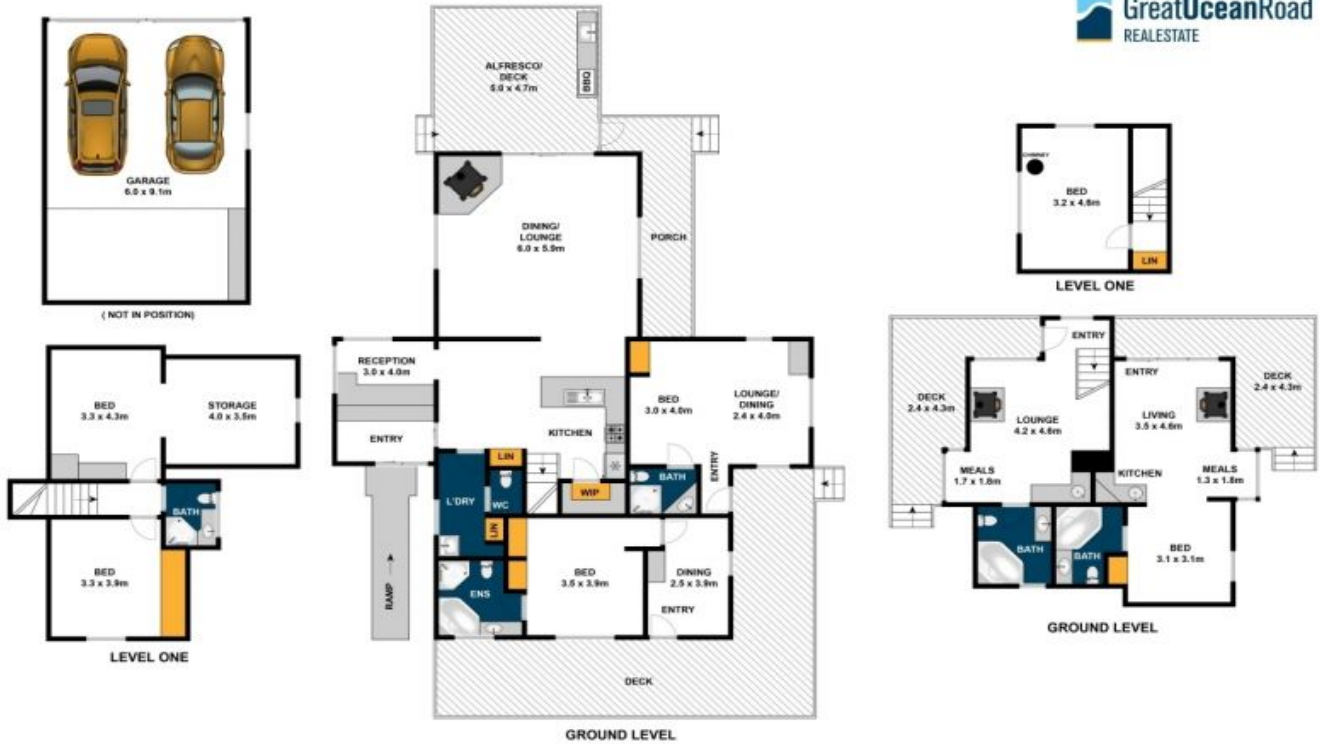 GreatOceanRoad
REALESTATE
GARAGE
6.0 x 9.1m
( NOT IN POSITION)
BED
3.3 x 4.3m
STORAGE
4.0 x 3.5m
BATH
BED
3.3 x 3.9m
LEVEL ONE
ALFRESCO/
DECK
5.0 x 4.7m
BBQ
DINING/
LOUNGE
6.0 x 5.9m
PORCH
RECEPTION
3.0 x 4.0m
ENTRY
RAMP
KITCHEN
BED
3.0 x 4.0m
LOUNGE/
DINING
2.4 x 4.0m
LIN
L'DRY
WC
WIP
BATH
ENTRY
LIN
ENS
BED
3.5 x 3.9m
DINING
2.5 x 3.9m
ENTRY
DECK
GROUND LEVEL
CHIMNEY
BED
3.2 x 4.6m
LIN
LEVEL ONE
ENTRY
ENTRY
DECK
2.4 x 4.3m
DECK
2.4 x 4.3m
LOUNGE
4.2 x 4.6m
LIVING
3.5 x 4.6m
MEALS
1.7 x 1.8m
KITCHEN
MEALS
1.3 x 1.8m
BATH
BATH
BED
3.1 x 3.1m
GROUND LEVEL